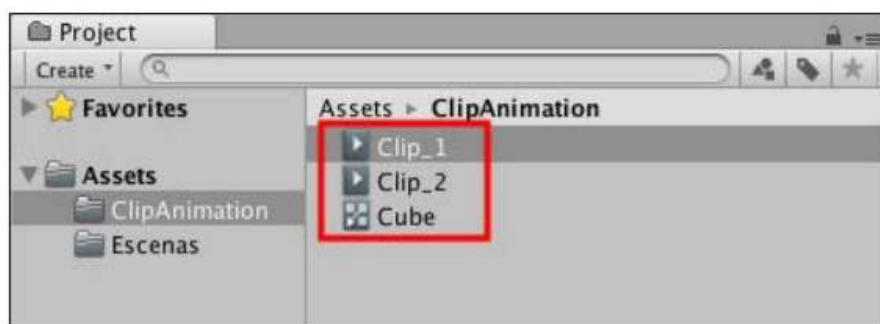 Project
Create
Favorites
Assets
ClipAnimation
Escenas
Assets ▸ ClipAnimation
Clip_1
Clip_2
Cube